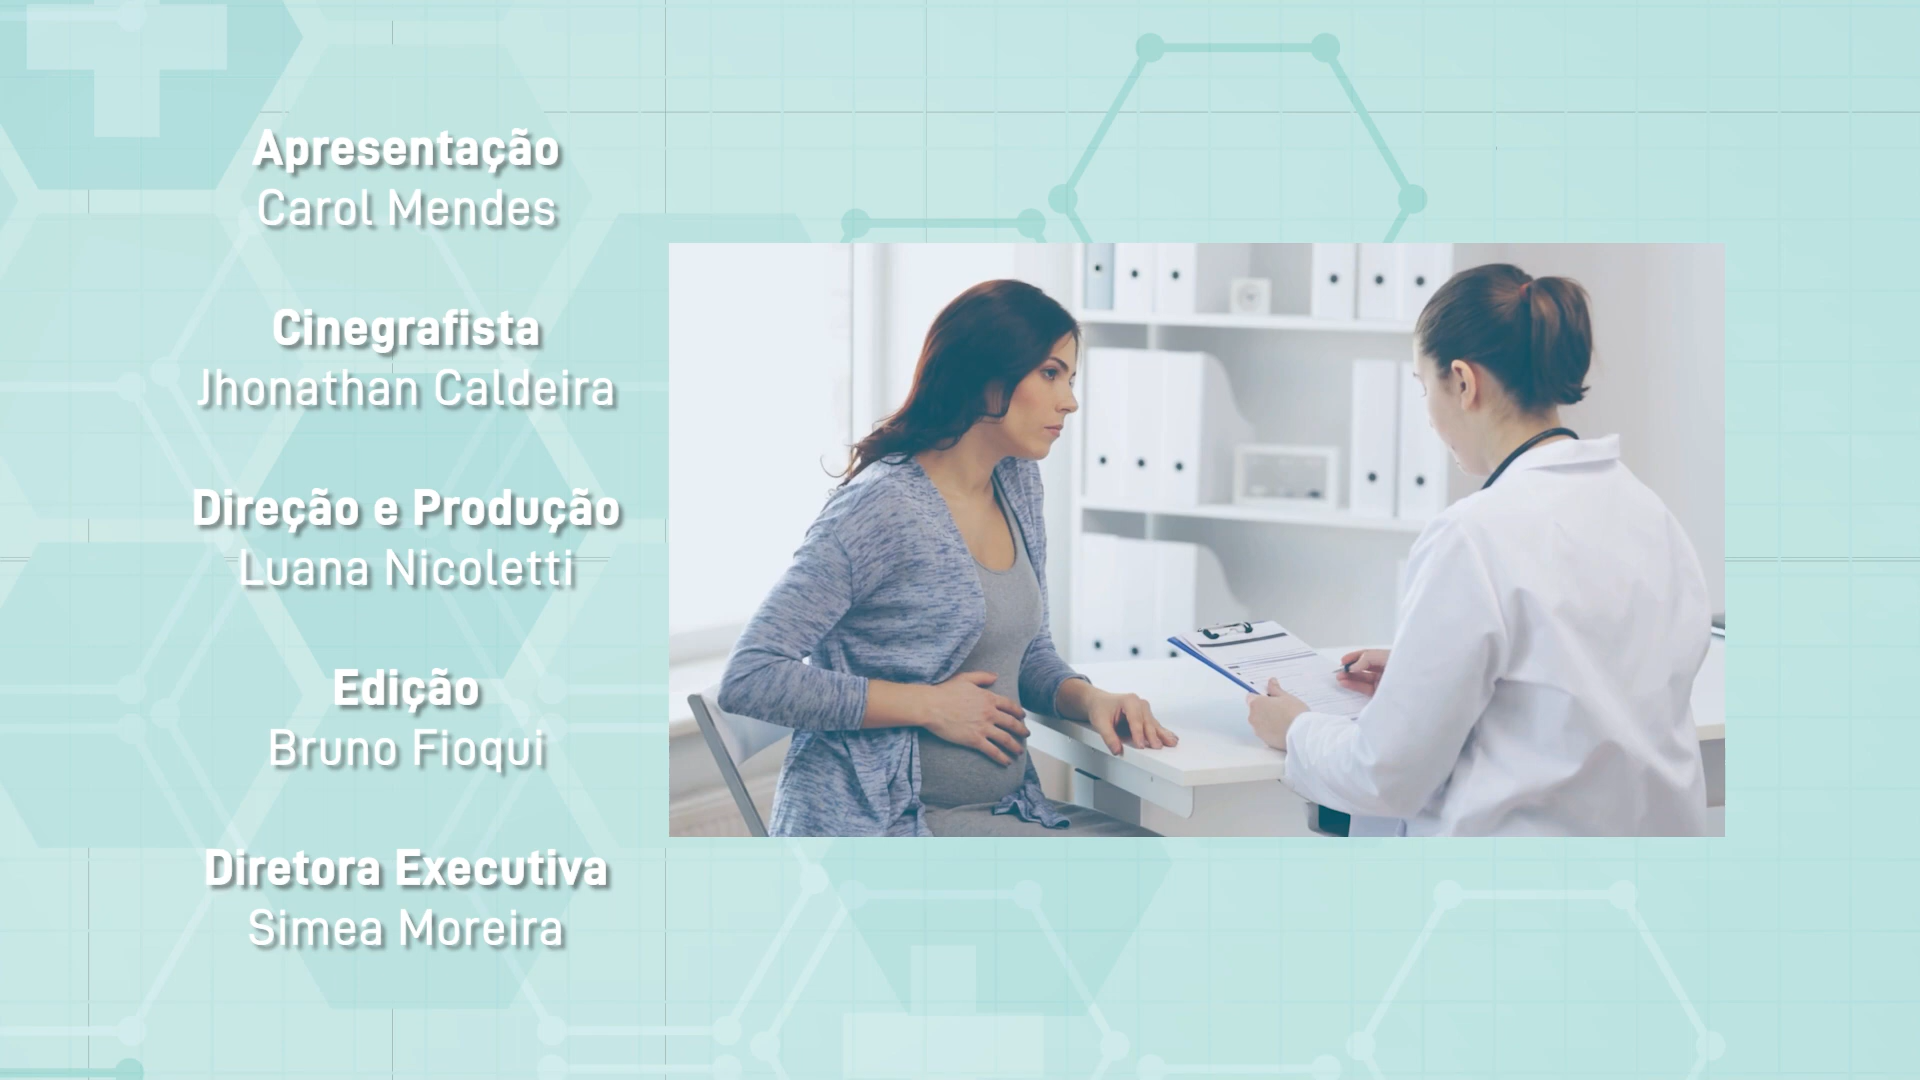 Apresentação
Carol Mendes
Cinegrafista
Jhonathan Caldeira
Direção e Produção
Luana Nicoletti
Edição
Bruno Fioqui
Diretora Executiva
Simea Moreira